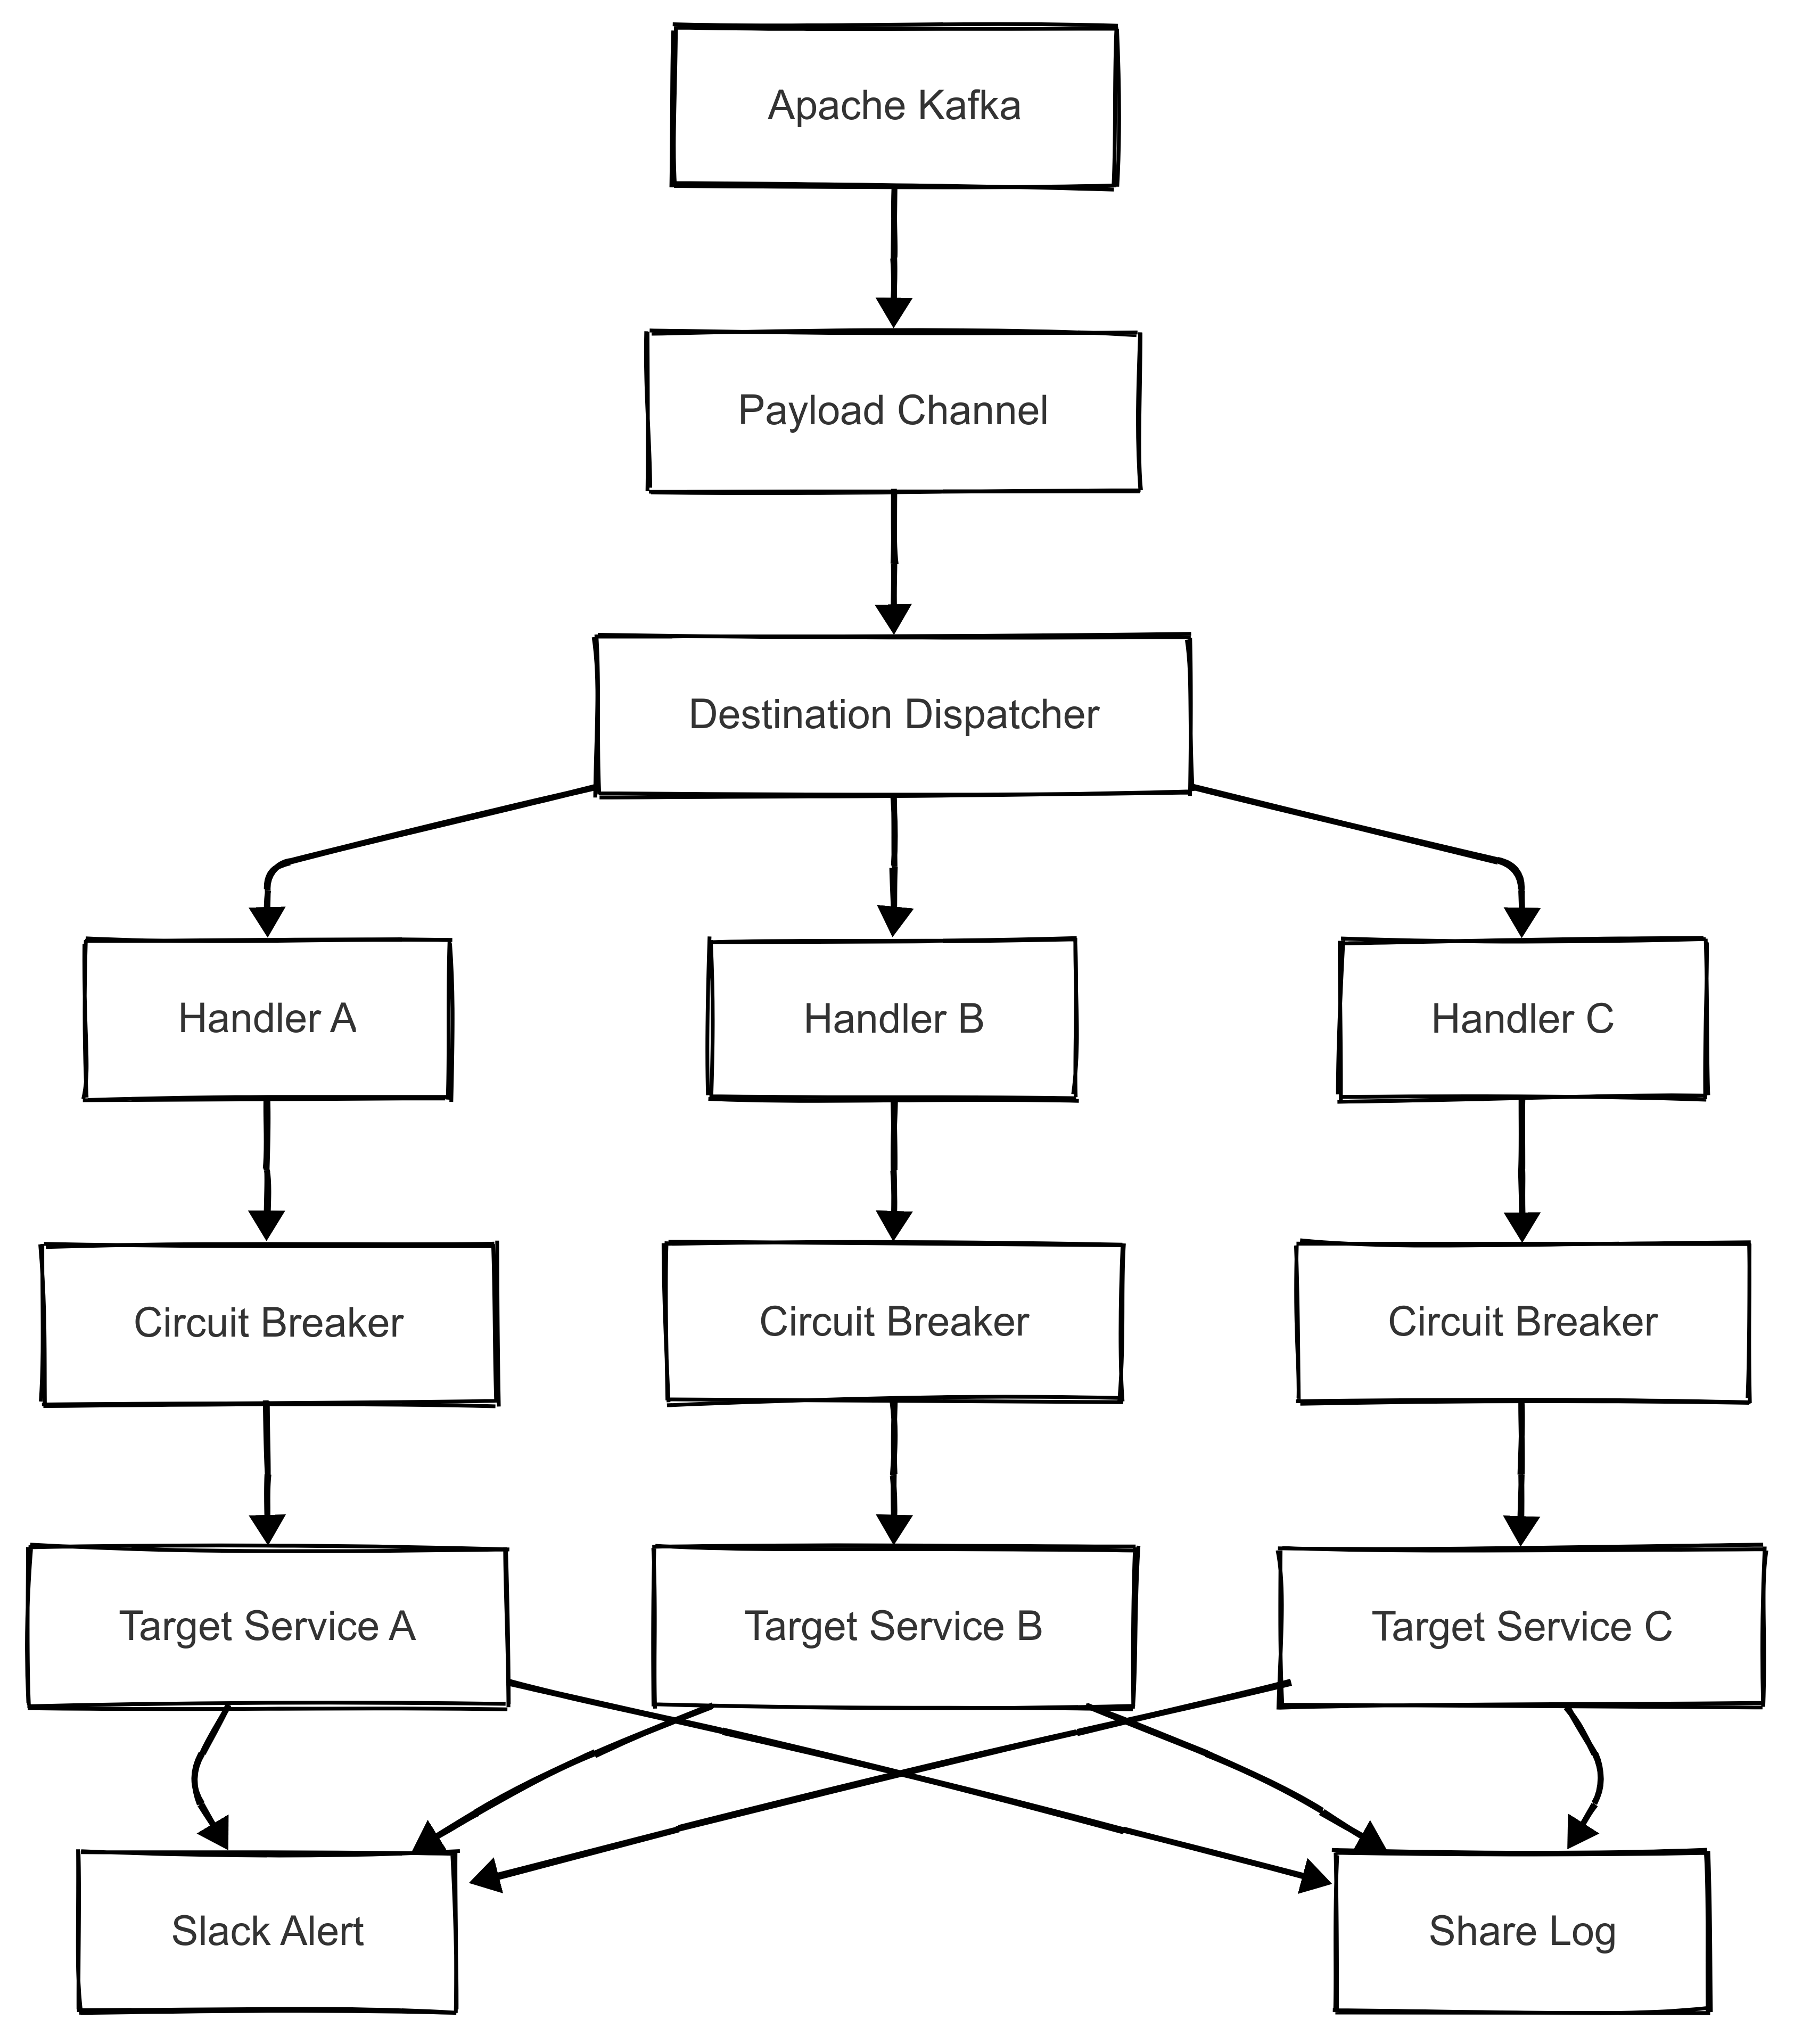 Apache Kafka
Payload Channel
Destination Dispatcher
Handler A
Handler B
Handler C
Circuit Breaker
Circuit Breaker
Circuit Breaker
Target Service A
Target Service B
Target Service C
Slack Alert
Share Log